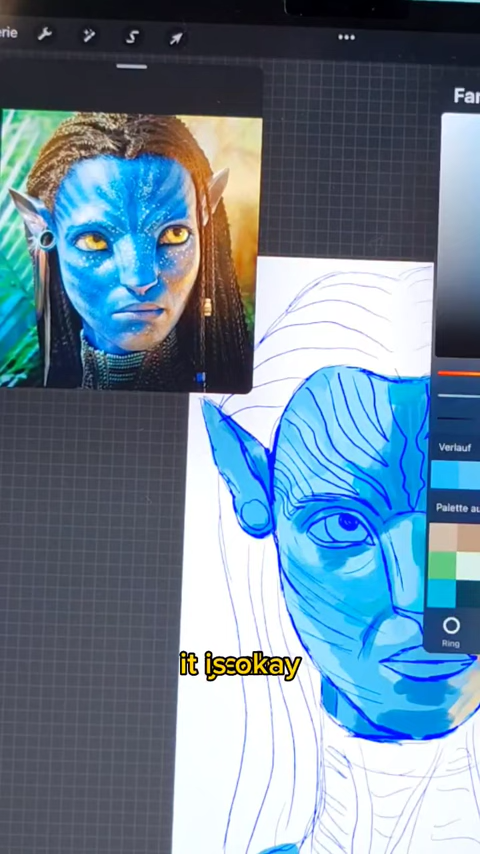 erie
Far
Verlauf
Palette au
it is okay
Ring